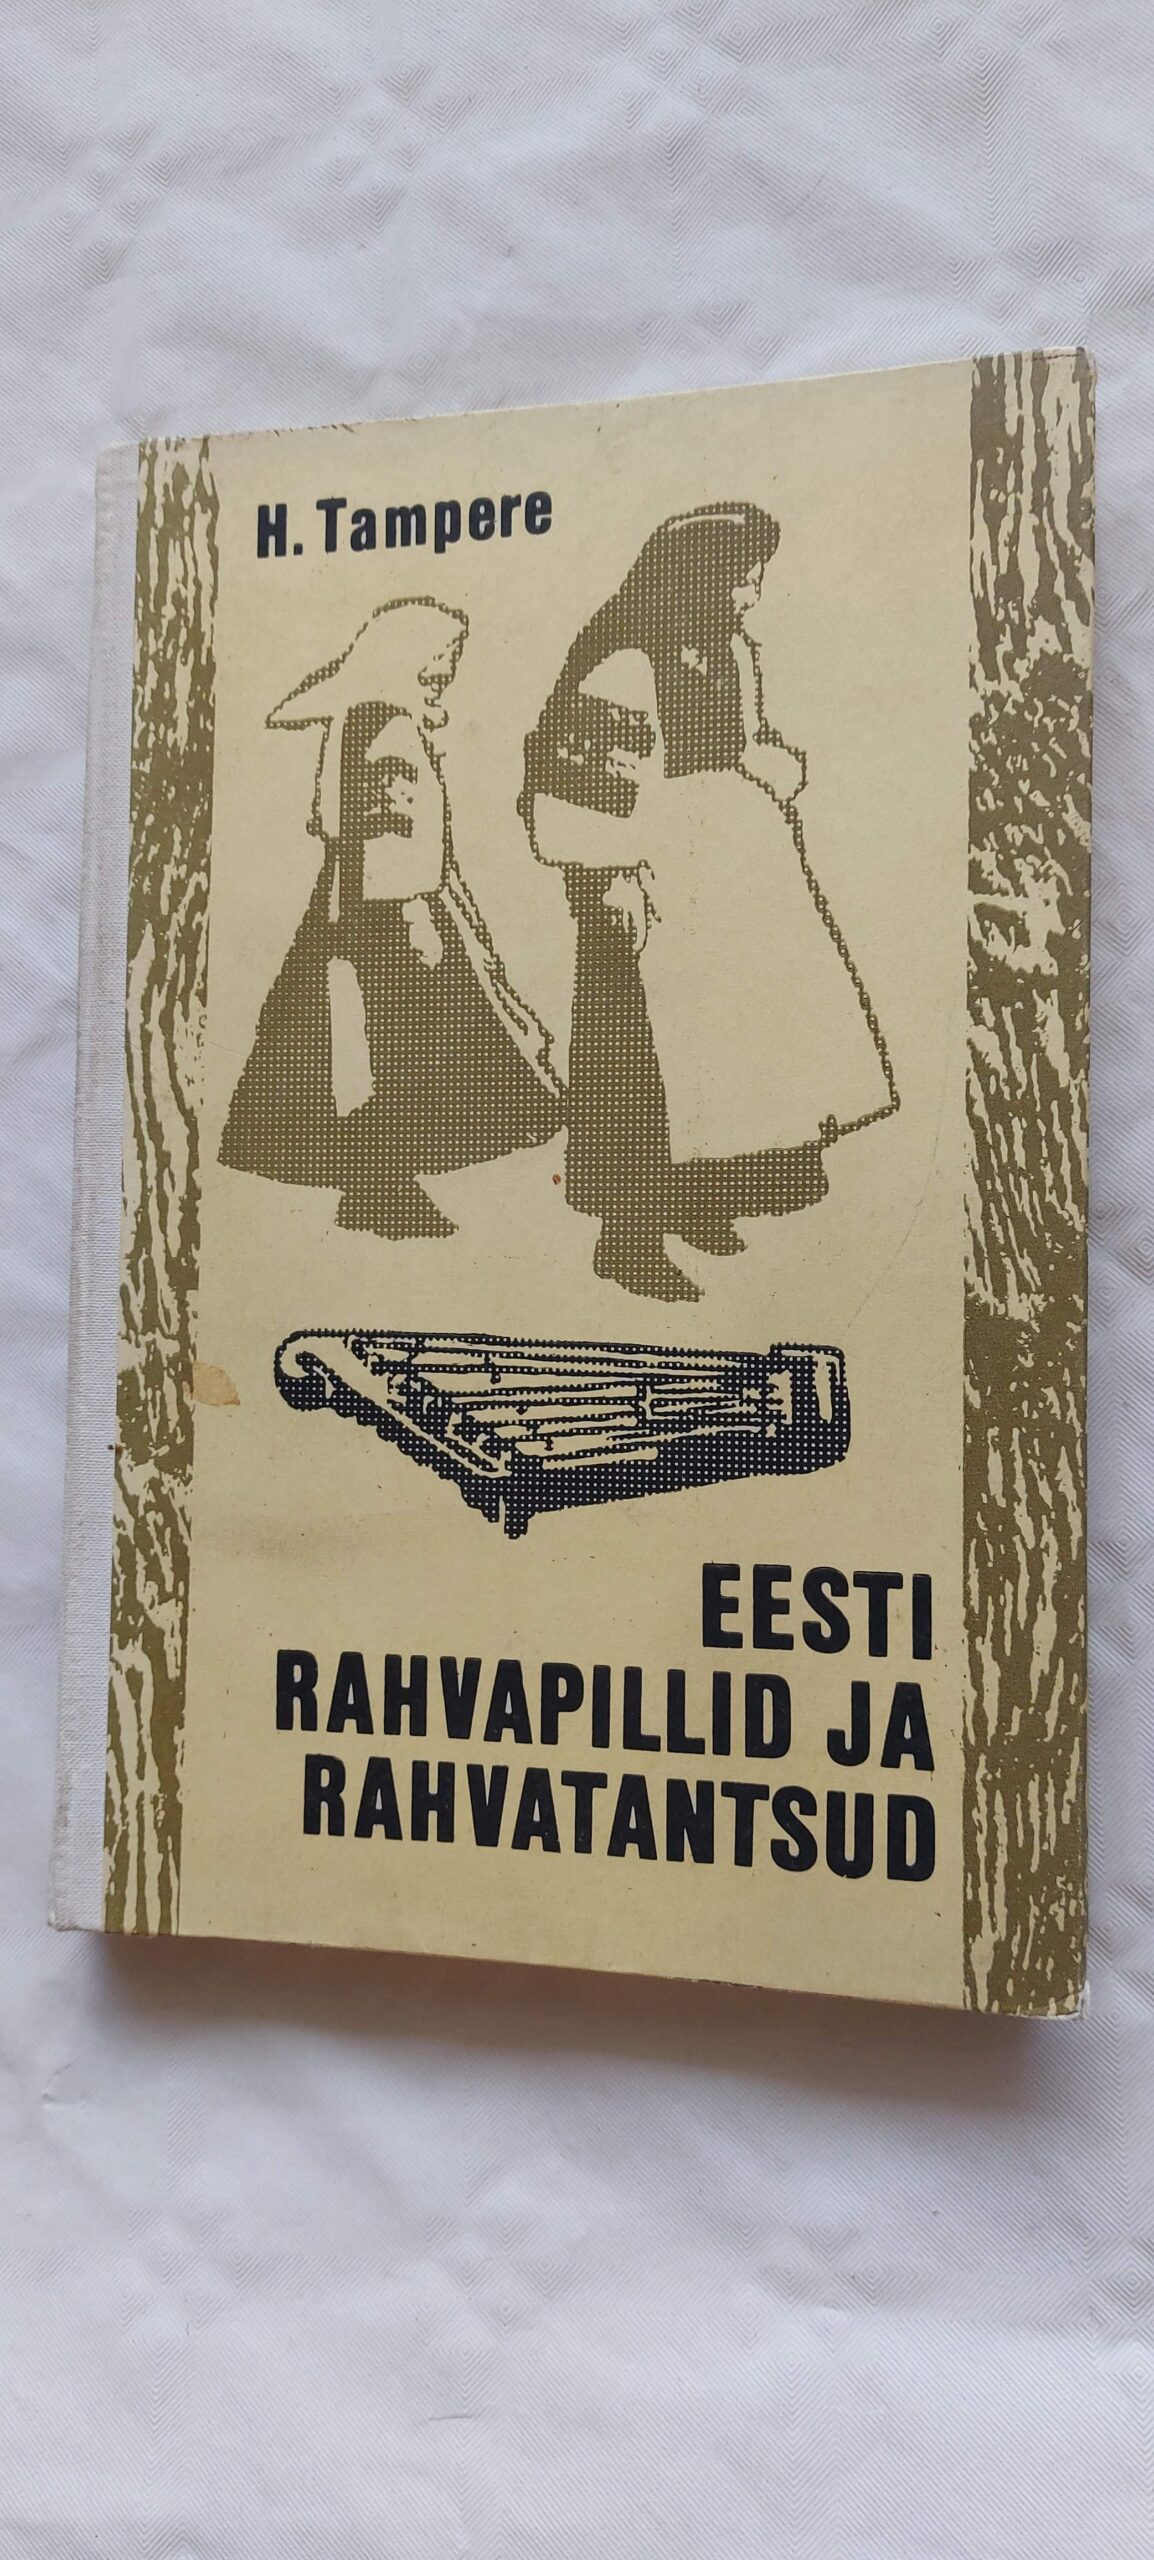 H. Tampere
EESTI
RAHVAPILLID JA
RAHVATANTSUD